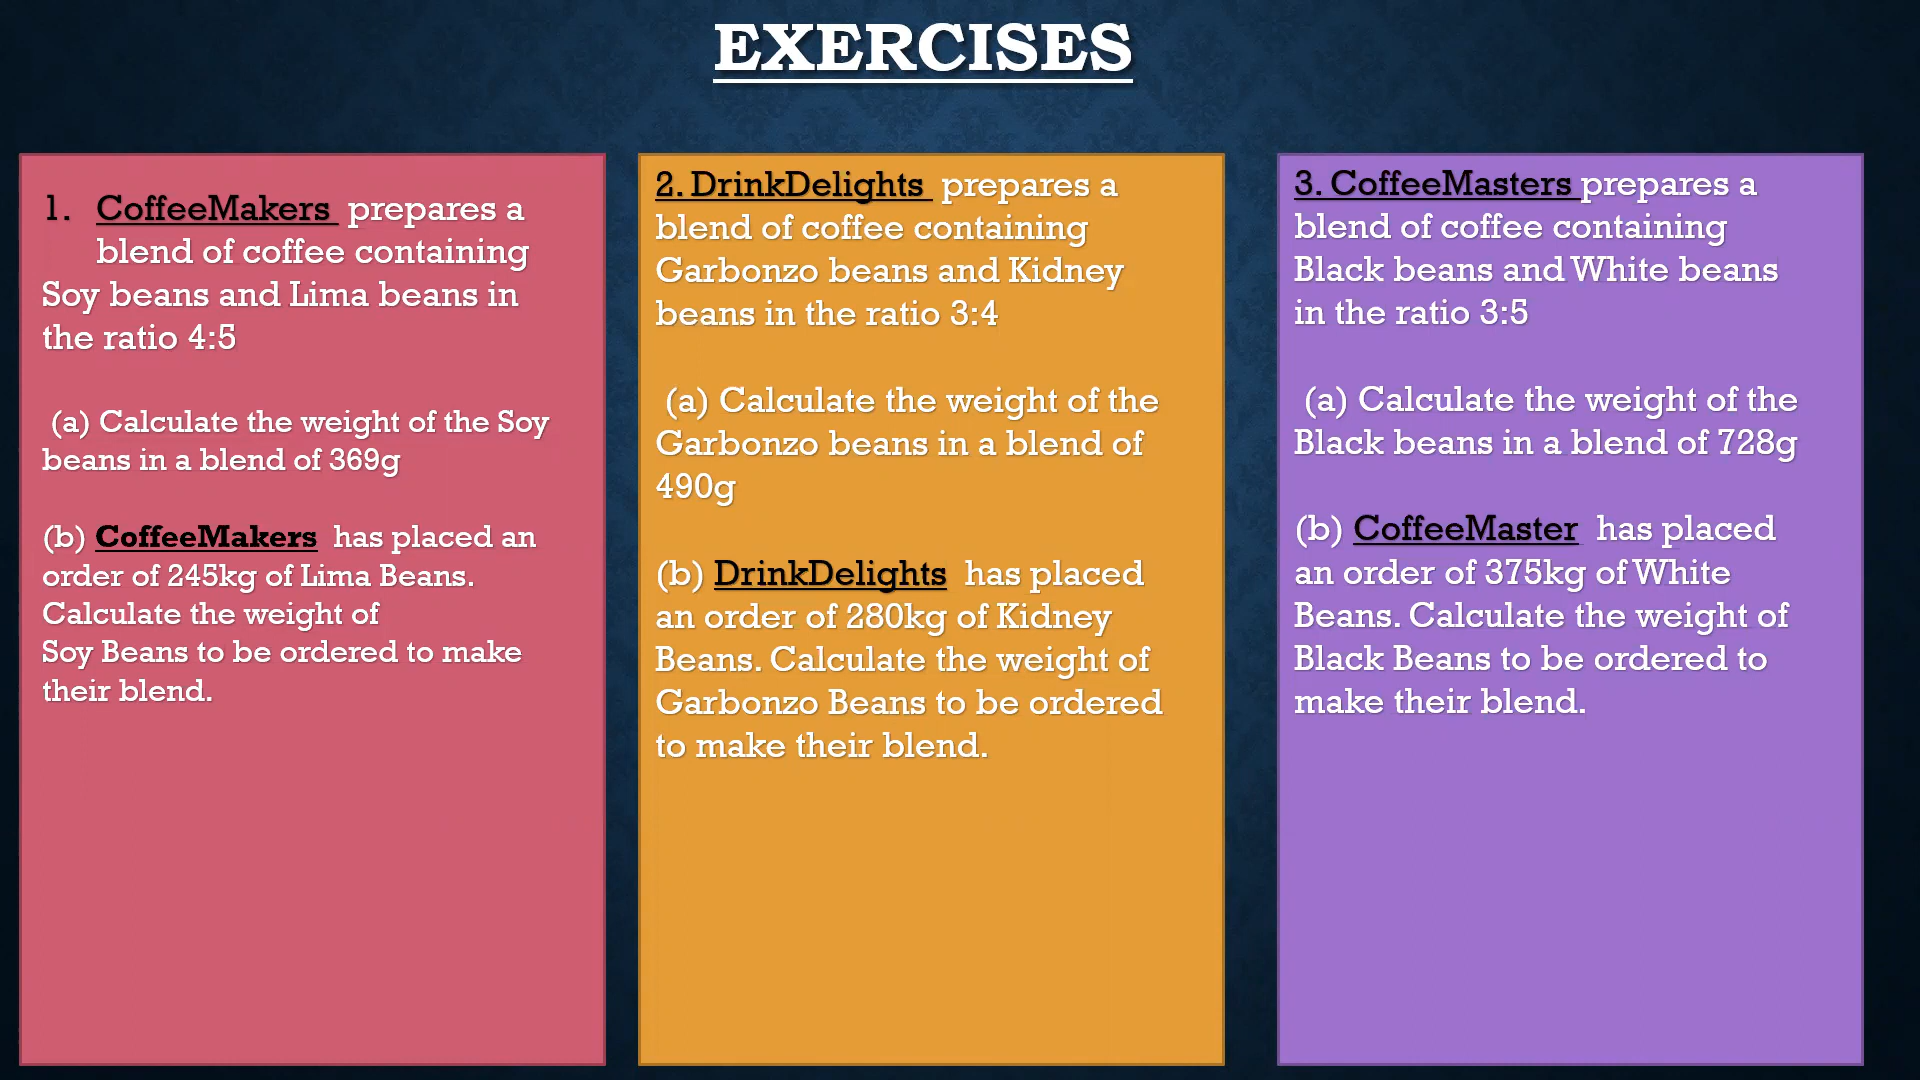 EXERCISES
1. CoffeeMakers prepares a
blend of coffee containing
Soy beans and Lima beans in
the ratio 4:5
(a) Calculate the weight of the Soy
beans in a blend of 369g
(b) CoffeeMakers has placed an
order of 245kg of Lima Beans.
Calculate the weight of
Soy Beans to be ordered to make
their blend.
2. DrinkDelights prepares a
blend of coffee containing
Garbonzo beans and Kidney
beans in the ratio 3:4
(a) Calculate the weight of the
Garbonzo beans in a blend of
490g
(b) DrinkDelights has placed
an order of 280kg of Kidney
Beans. Calculate the weight of
Garbonzo Beans to be ordered
to make their blend.
3. CoffeeMasters prepares a
blend of coffee containing
Black beans and White beans
in the ratio 3:5
(a) Calculate the weight of the
Black beans in a blend of 728g
(b) CoffeeMaster has placed
an order of 375kg of White
Beans. Calculate the weight of
Black Beans to be ordered to
make their blend.